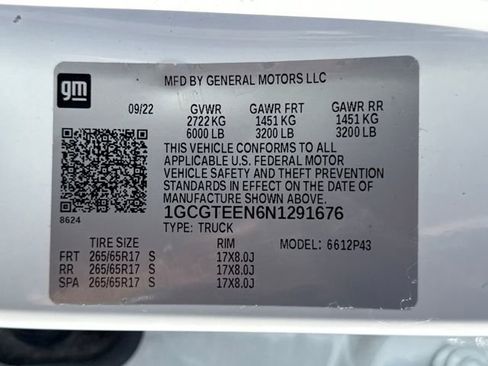 gm
MFD BY GENERAL MOTORS LLC
09/22 GVWR GAWR FRT GAWR RR
2722 KG 1451 KG 1451 KG
6000 LB 3200 LB 3200 LB
THIS VEHICLE CONFORMS TO ALL
APPLICABLE U.S. FEDERAL MOTOR
VEHICLE SAFETY AND THEFT PREVENTION
STANDARDS IN EFFECT ON THE DATE OF
MANUFACTURE SHOWN ABOVE.
8624
1GCGTEEN6N1291676
TYPE: TRUCK
TIRE SIZE RIM MODEL: 6612P43
FRT 265/65R17 S 17X8.0J
RR 265/65R17 S 17X8.0J
SPA 265/65R17 S 17X8.0J